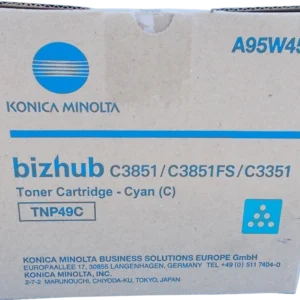 A95W45
KONICA MINOLTA
bizhub C3851/C3851FS/C3351
Toner Cartridge - Cyan (C)
TNP49C
KONICA MINOLTA BUSINESS SOLUTIONS EUROPE GmbH
EUROPAALLEE 17, 30855 LANGENHAGEN, GERMANY TEL +49 (0) 511 7404-0
KONICA MINOLTA, INC.
2-7-2 MARUNOUCHI, CHIYODA-KU, TOKYO, JAPAN